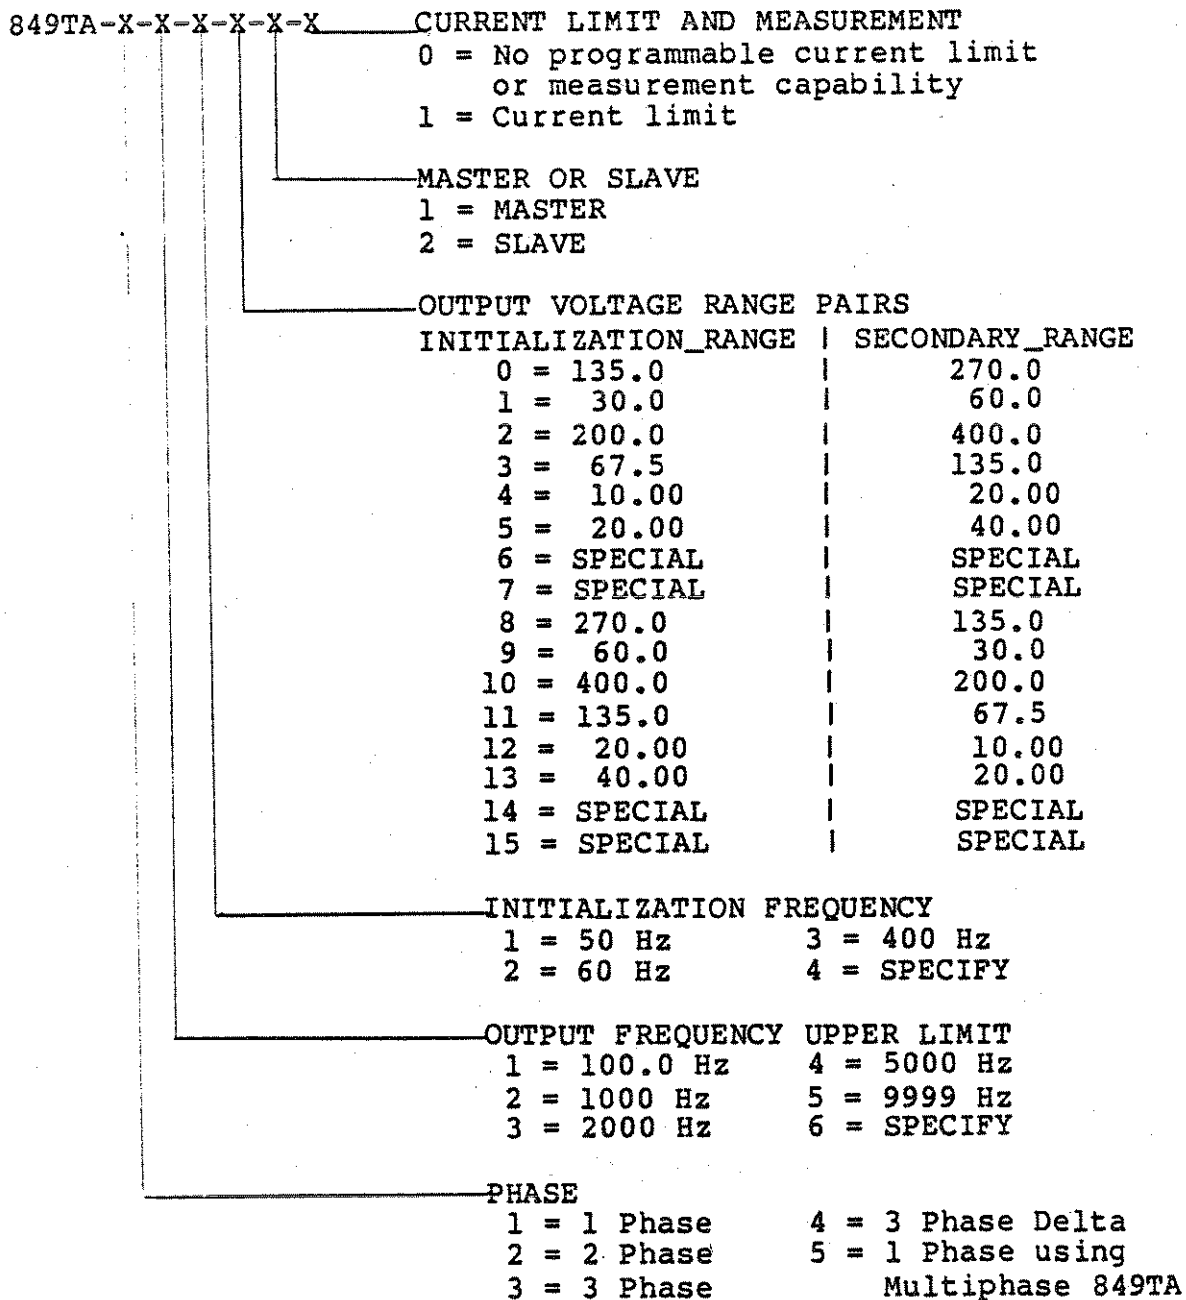 849TA-X-X-X-X-X-X CURRENT LIMIT AND MEASUREMENT
0 = No programmable current limit
or measurement capability
1 = Current limit
MASTER OR SLAVE
1 = MASTER
2 = SLAVE
OUTPUT VOLTAGE RANGE PAIRS
INITIALIZATION_RANGE | SECONDARY_RANGE
0 = 135.0 | 270.0
1 = 30.0 | 60.0
2 = 200.0 | 400.0
3 = 67.5 | 135.0
4 = 10.00 | 20.00
5 = 20.00 | 40.00
6 = SPECIAL | SPECIAL
7 = SPECIAL | SPECIAL
8 = 270.0 | 135.0
9 = 60.0 | 30.0
10 = 400.0 | 200.0
11 = 135.0 | 67.5
12 = 20.00 | 10.00
13 = 40.00 | 20.00
14 = SPECIAL | SPECIAL
15 = SPECIAL | SPECIAL
INITIALIZATION FREQUENCY
1 = 50 Hz 3 = 400 Hz
2 = 60 Hz 4 = SPECIFY
OUTPUT FREQUENCY UPPER LIMIT
1 = 100.0 Hz 4 = 5000 Hz
2 = 1000 Hz 5 = 9999 Hz
3 = 2000 Hz 6 = SPECIFY
PHASE
1 = 1 Phase 4 = 3 Phase Delta
2 = 2 Phase 5 = 1 Phase using
3 = 3 Phase Multiphase 849TA